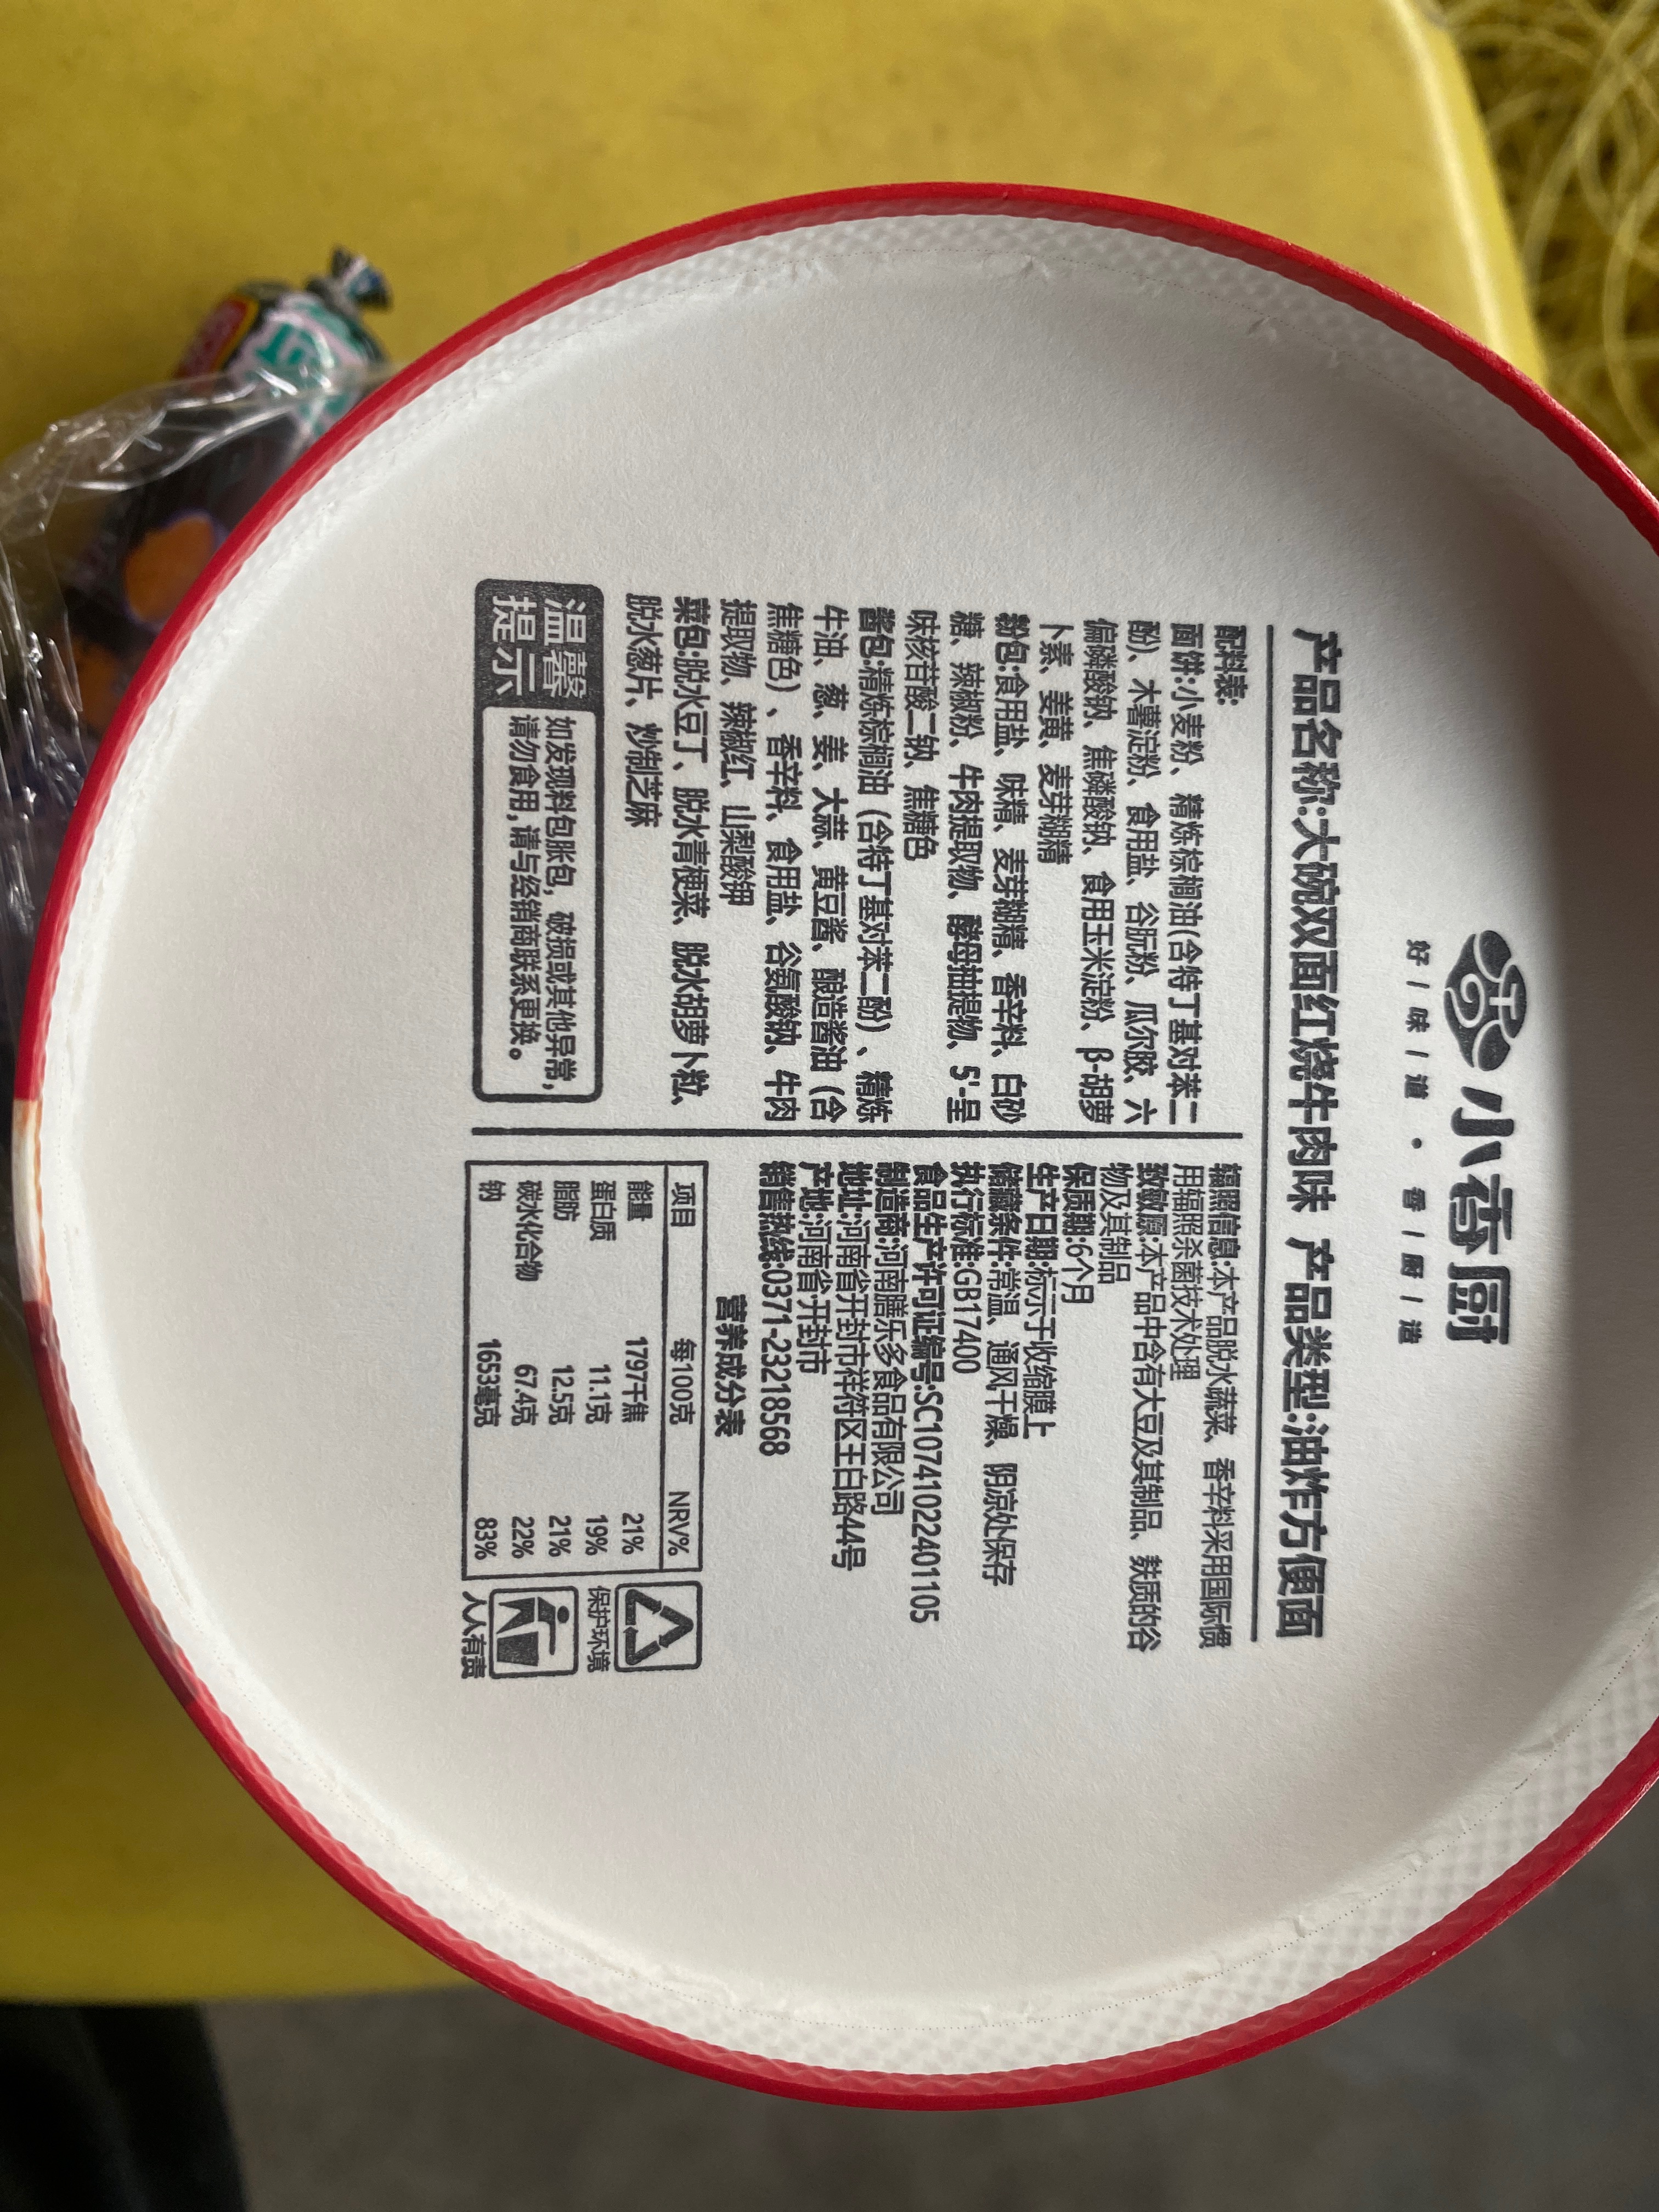 小香厨
好 / 味 / 道 · 香 / 厨 / 造
产品名称:大碗双面红烧牛肉味 产品类型:油炸方便面
配料表:
面饼:小麦粉、精炼棕榈油(含特丁基对苯二
酚)、木薯淀粉、食用盐、谷朊粉、瓜尔胶、六
偏磷酸钠、焦磷酸钠、食用玉米淀粉、β-胡萝
卜素、姜黄、麦芽糊精
粉包:食用盐、味精、麦芽糊精、香辛料、白砂
糖、辣椒粉、牛肉提取物、酵母抽提物、5'-呈
味核苷酸二钠、焦糖色
酱包:精炼棕榈油（含特丁基对苯二酚）、精炼
牛油、葱、姜、大蒜、黄豆酱、酿造酱油（含
焦糖色）、香辛料、食用盐、谷氨酸钠、牛肉
提取物、辣椒红、山梨酸钾
菜包:脱水豆丁、脱水青梗菜、脱水胡萝卜粒、
脱水葱片、炒制芝麻
温馨
提示
如发现料包胀包，破损或其他异常，
请勿食用,请与经销商联系更换。
辐照信息:本产品脱水蔬菜、香辛料采用国际惯
用辐照杀菌技术处理
致敏原:本产品中含有大豆及其制品、麸质的谷
物及其制品
保质期:6个月
生产日期:标示于收缩膜上
储藏条件:常温、通风干燥、阴凉处保存
执行标准:GB17400
食品生产许可证编号:SC10741022401105
制造商:河南膳乐多食品有限公司
地址:河南省开封市祥符区王白路44号
产地:河南省开封市
销售热线:0371-23218568
营养成分表
项目 每100克 NRV%
能量 1797千焦 21%
蛋白质 11.1克 19%
脂肪 12.5克 21%
碳水化合物 67.4克 22%
钠 1653毫克 83%
保护环境
人人有责